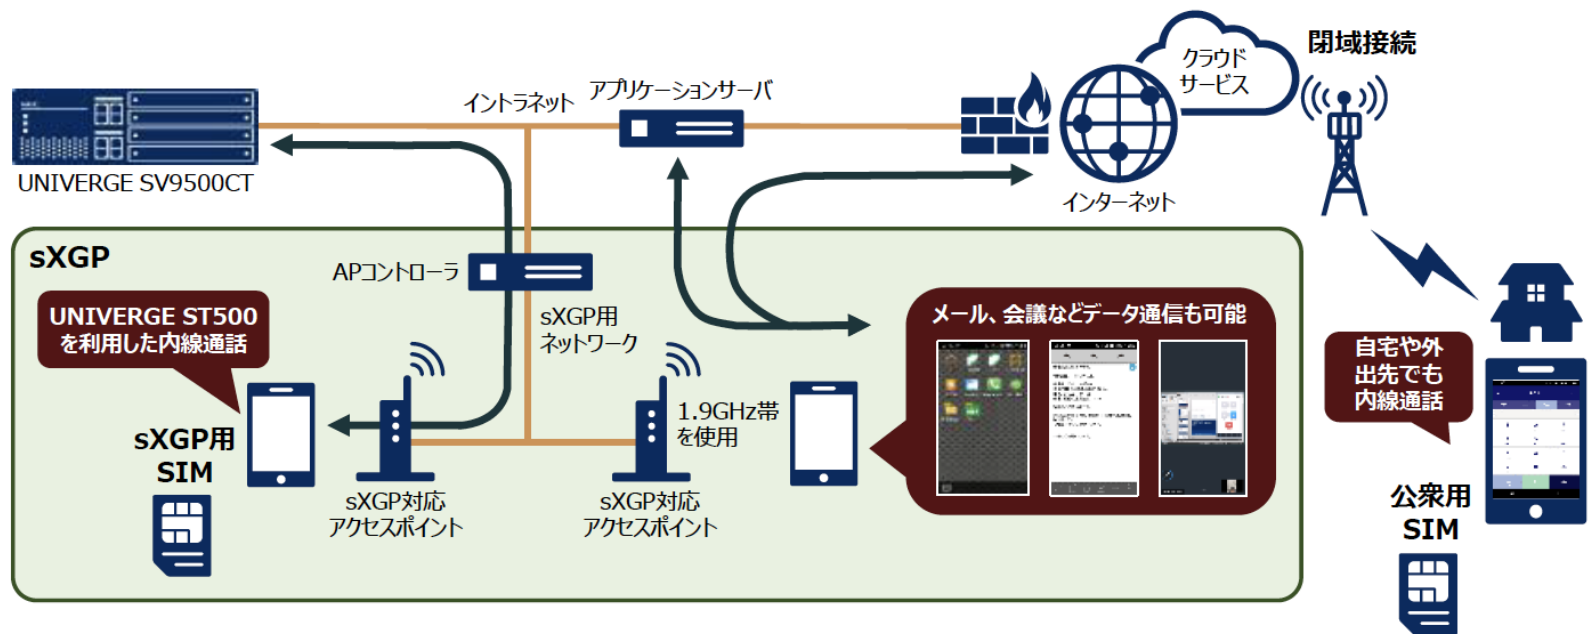 閉域接続
クラウド
サービス
イントラネット
アプリケーションサーバ
UNIVERGE SV9500CT
インターネット
sXGP
APコントローラ
UNIVERGE ST500
を利用した内線通話
sXGP用
ネットワーク
メール、会議などデータ通信も可能
自宅や外
出先でも
内線通話
1.9GHz帯
を使用
sXGP用
SIM
sXGP対応
アクセスポイント
sXGP対応
アクセスポイント
公衆用
SIM